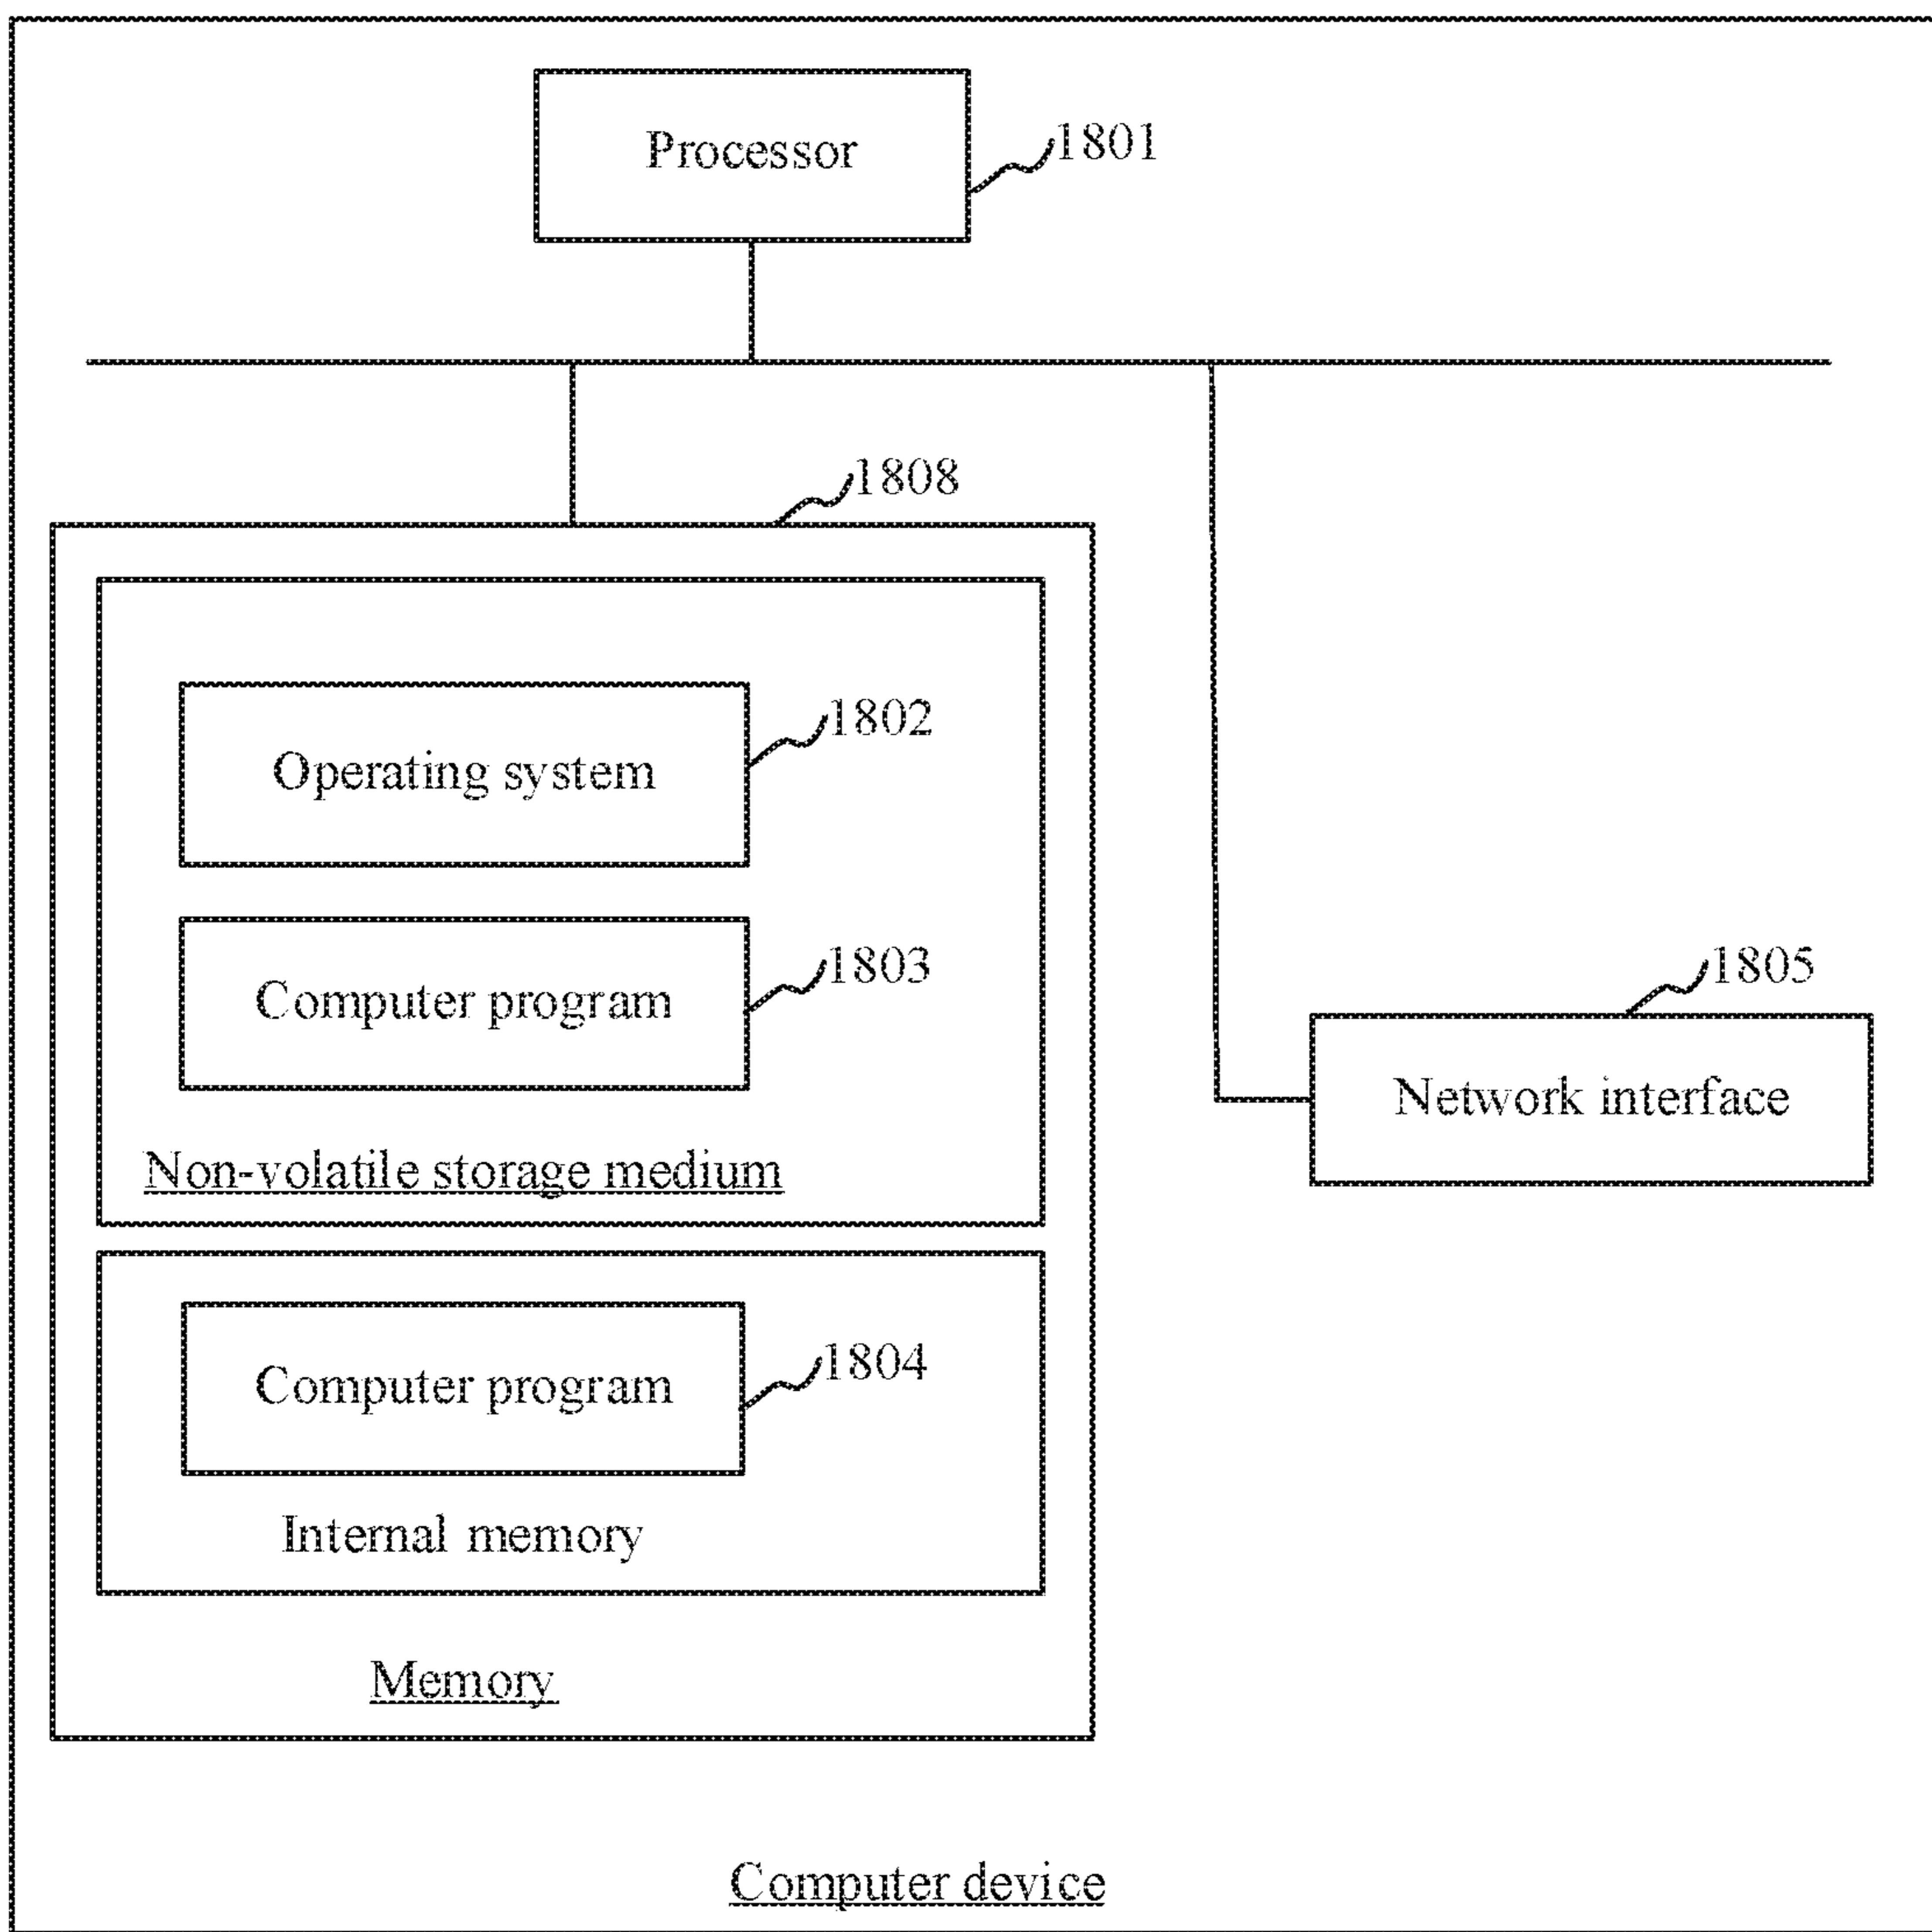 Processor
1801
1808
Operating system
1802
Computer program
1803
Non-volatile storage medium
Computer program
1804
Internal memory
Memory
1805
Network interface
Computer device